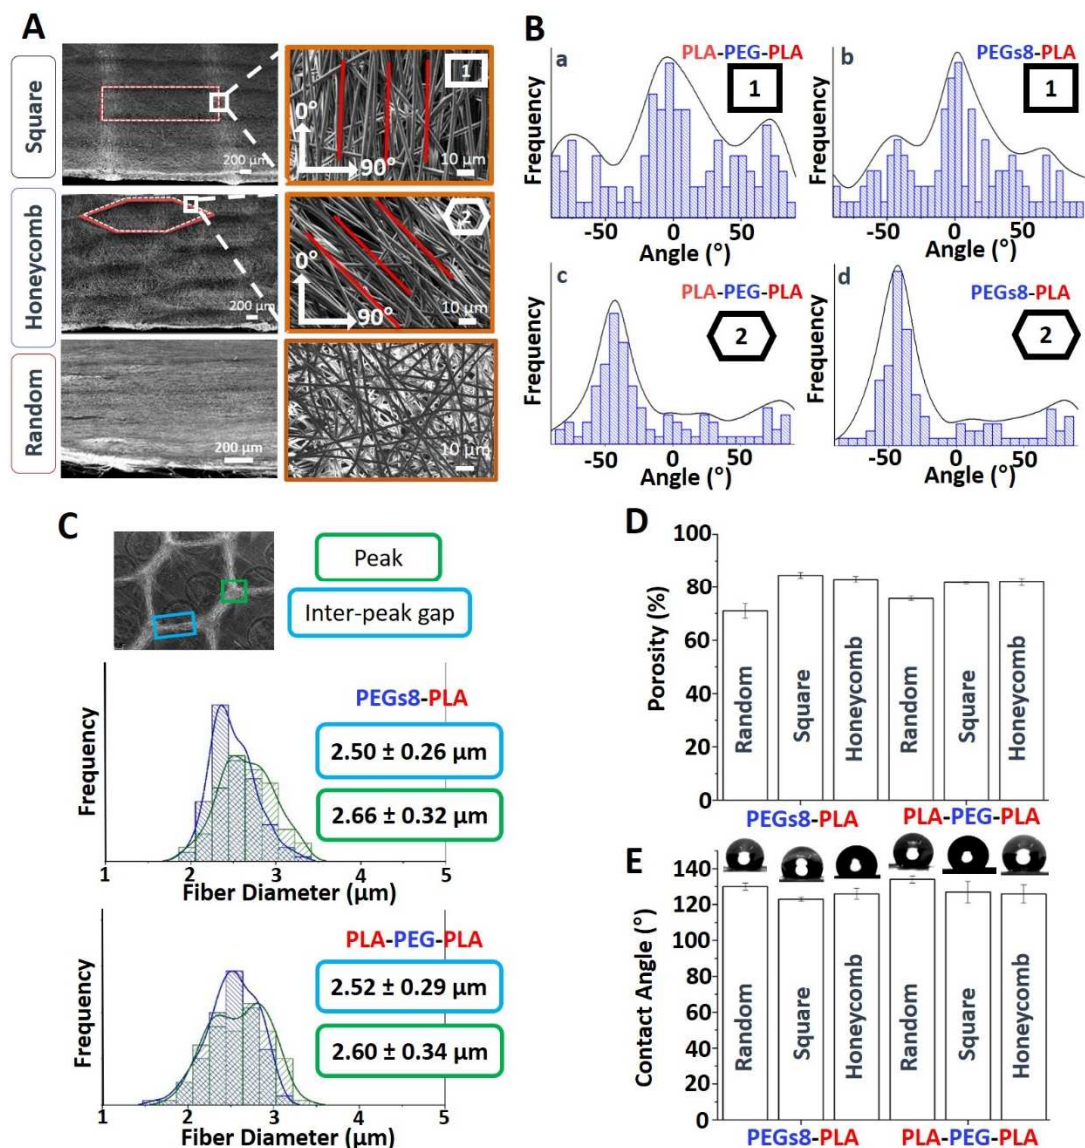 A
Square
200 µm
1
0°
90°
10 µm
Honeycomb
200 µm
2
0°
90°
10 µm
Random
200 µm
10 µm
B
a
PLA-PEG-PLA
1
Frequency
-50 0 50
Angle (°)
b
PEGs8-PLA
1
Frequency
-50 0 50
Angle (°)
c
PLA-PEG-PLA
2
Frequency
-50 0 50
Angle (°)
d
PEGs8-PLA
2
Frequency
-50 0 50
Angle (°)
C
Peak
Inter-peak gap
PEGs8-PLA
2.50 ± 0.26 µm
2.66 ± 0.32 µm
Frequency
1 2 3 4 5
Fiber Diameter (µm)
PLA-PEG-PLA
2.52 ± 0.29 µm
2.60 ± 0.34 µm
Frequency
1 2 3 4 5
Fiber Diameter (µm)
D
Porosity (%)
100
80
60
40
20
0
Random
Square
Honeycomb
Random
Square
Honeycomb
PEGs8-PLA
PLA-PEG-PLA
E
Contact Angle (°)
140
120
100
80
60
40
20
0
Random
Square
Honeycomb
Random
Square
Honeycomb
PEGs8-PLA
PLA-PEG-PLA